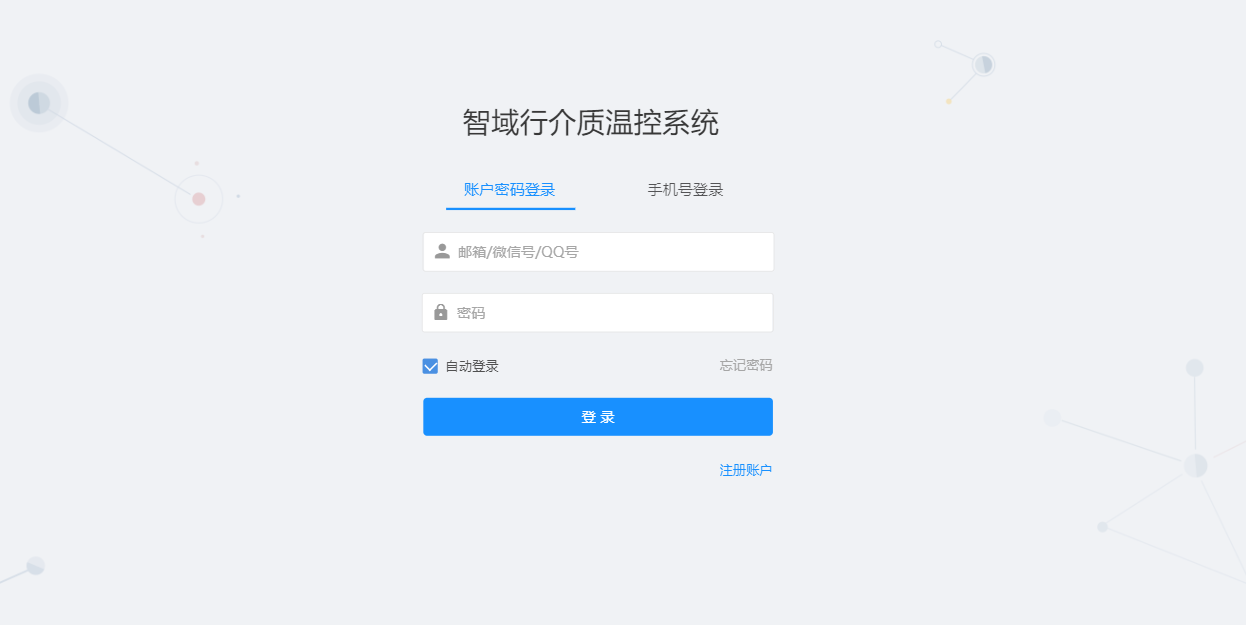 智域行介质温控系统
账户密码登录 手机号登录
邮箱/微信号/QQ号
密码
自动登录 忘记密码
登 录
注册账户